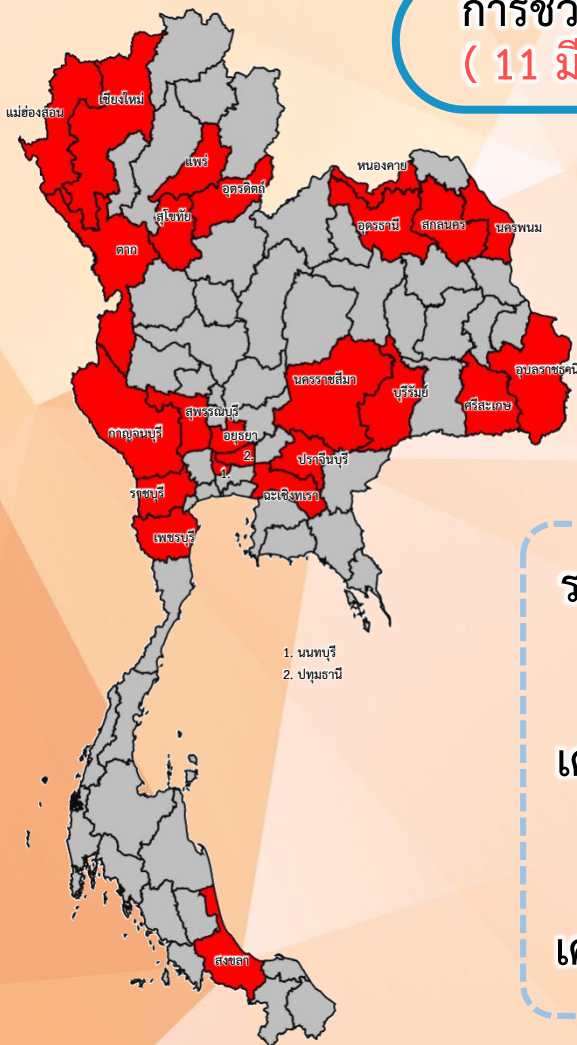 การชว
( 11 มี
แม่ฮ่องสอน
เชียงใหม่
แพร่
อุตรดิตถ์
สุโขทัย
ตาก
หนองคาย
อุดรธานี
สกลนคร
นครพนม
นครราชสีมา
บุรีรัมย์
ศรีสะเกษ
อุบลราชธานี
สุพรรณบุรี
กาญจนบุรี
อยุธยา
2.
1.
ปราจีนบุรี
ฉะเชิงทเรา
ราชบุรี
เพชรบุรี
1. นนทบุรี
2. ปทุมธานี
สงขลา
ร
เค
เค